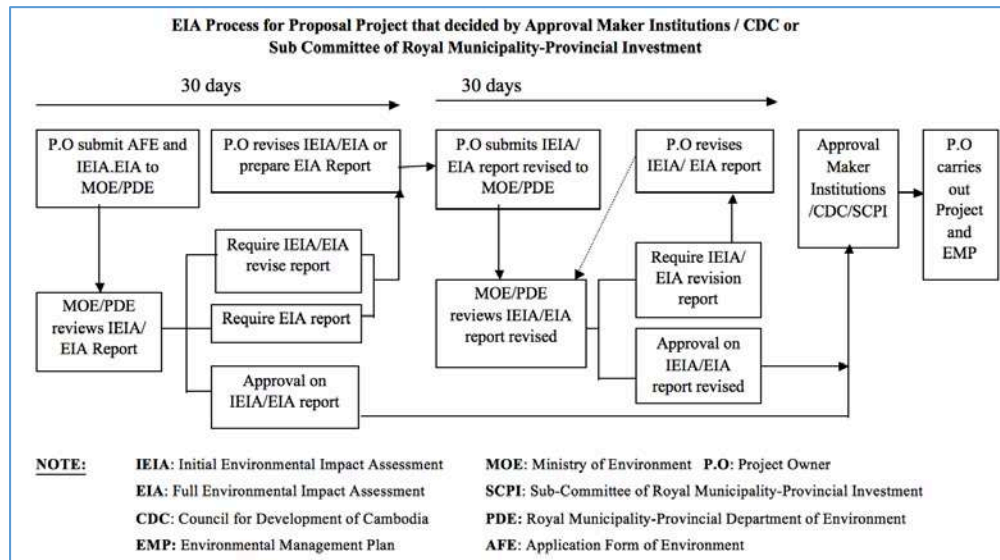 EIA Process for Proposal Project that decided by Approval Maker Institutions / CDC or
Sub Committee of Royal Municipality-Provincial Investment
30 days
30 days
P.O submit AFE and
IEIA.EIA to
MOE/PDE
P.O revises IEIA/EIA or
prepare EIA Report
P.O submits IEIA/
EIA report revised to
MOE/PDE
P.O revises
IEIA/ EIA report
Approval
Maker
Institutions
/CDC/SCPI
P.O
carries
out
Project
and
EMP
MOE/PDE
reviews IEIA/
EIA Report
Require IEIA/EIA
revise report
Require EIA report
Approval on
IEIA/EIA report
MOE/PDE
reviews IEIA/EIA
report revised
Require IEIA/
EIA revision
report
Approval on
IEIA/EIA
report revised
NOTE:
IEIA: Initial Environmental Impact Assessment
EIA: Full Environmental Impact Assessment
CDC: Council for Development of Cambodia
EMP: Environmental Management Plan
MOE: Ministry of Environment P.O: Project Owner
SCPI: Sub-Committee of Royal Municipality-Provincial Investment
PDE: Royal Municipality-Provincial Department of Environment
AFE: Application Form of Environment